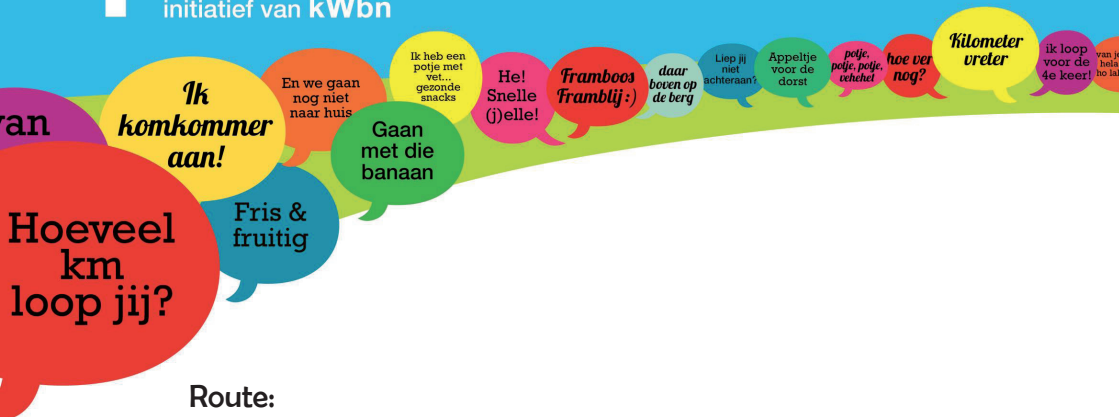 initiatief van kWbn
van
Hoeveel
km
loop jij?
Ik
komkommer
aan!
Fris &
fruitig
En we gaan
nog niet
naar huis
Gaan
met die
banaan
Ik heb een
potje met
vet...
gezonde
snacks
He!
Snelle
(j)elle!
Framboos
Framblij :)
daar
boven op
de berg
Liep jij
niet
achteraan?
Appeltje
voor de
dorst
potje,
potje, potje,
vehehet
hoe ver
nog?
Kilometer
vreter
ik loop
voor de
4e keer!
Route: